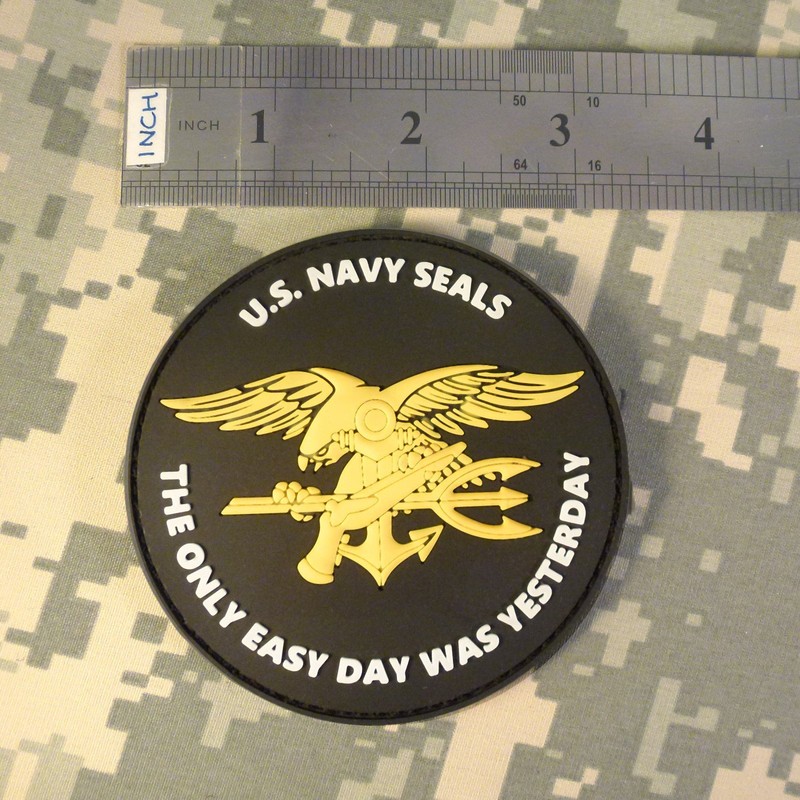 INCH
INCH 1 2 3 4
50 10
64 16
U.S. NAVY SEALS
THE ONLY EASY DAY WAS YESTERDAY